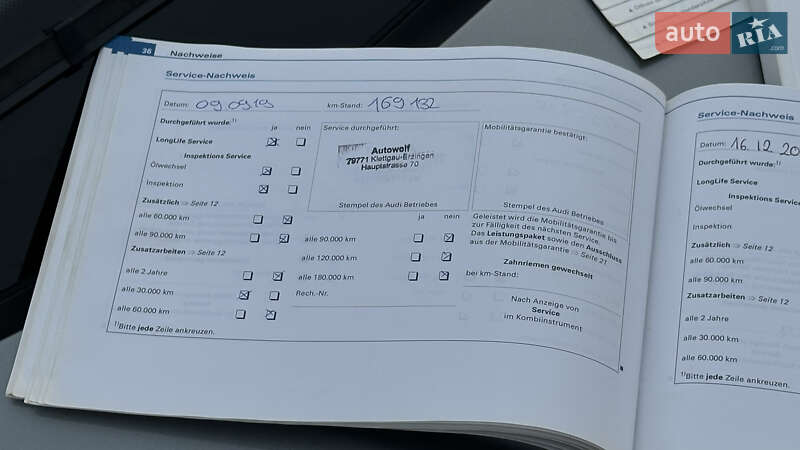 auto RIA
.com
36 Nachweise
Service-Nachweis
Datum: 09.09.19 km-Stand: 169132
Durchgeführt wurde:1)
ja nein
LongLife Service
Inspektions Service
Ölwechsel
Inspektion
Zusätzlich ⇒ Seite 12
alle 60.000 km
alle 90.000 km
Zusatzarbeiten ⇒ Seite 12
alle 2 Jahre
alle 30.000 km
alle 60.000 km
1)Bitte jede Zeile ankreuzen.
Service durchgeführt:
Autowolf
79771 Klettgau-Erzingen
Hauptstrasse 70
Stempel des Audi Betriebes
ja nein
alle 90.000 km
alle 120.000 km
alle 180.000 km
Rech.-Nr.
Mobilitätsgarantie bestätigt:
Stempel des Audi Betriebes
Geleistet wird die Mobilitätsgarantie bis
zur Fälligkeit des nächsten Service.
Das Leistungspaket sowie den Ausschluss
aus der Mobilitätsgarantie ⇒ Seite 21
Zahnriemen gewechselt
bei km-Stand:
Nach Anzeige von
Service
im Kombiinstrument
Service-Nachweis
Datum: 16.12.20
Durchgeführt wurde:
LongLife Service
Inspektions Service
Ölwechsel
Inspektion
Zusätzlich ⇒ Seite 12
alle 60.000 km
alle 90.000 km
Zusatzarbeiten ⇒ Seite 12
alle 2 Jahre
alle 30.000 km
alle 60.000 km
1)Bitte jede Zeile ankreuzen.